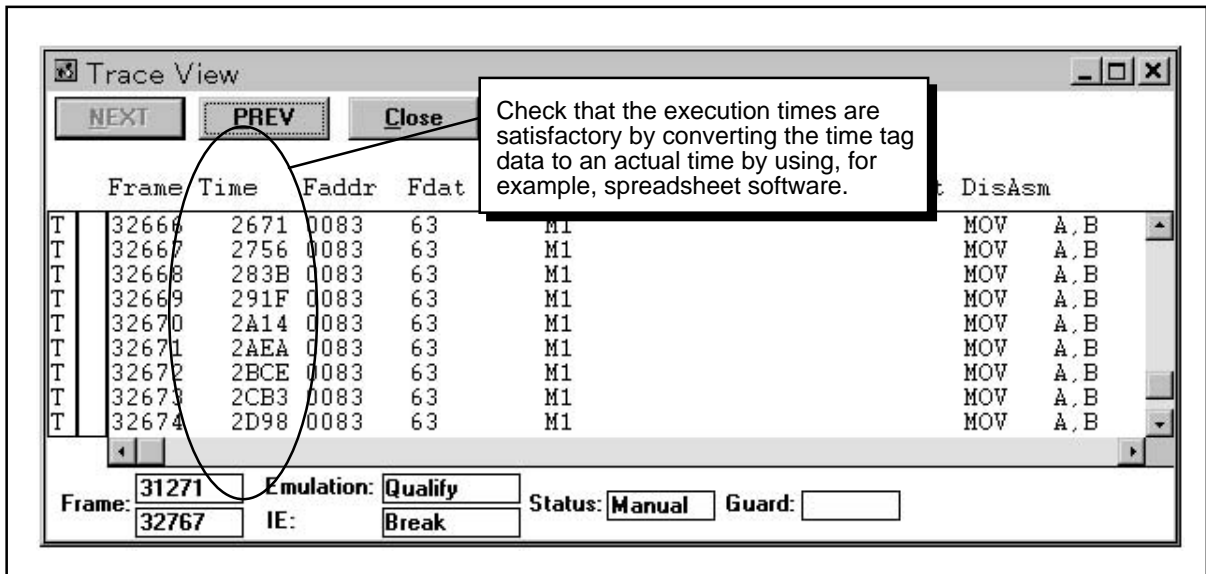 Trace View
NEXT PREV Close
Check that the execution times are
satisfactory by converting the time tag
data to an actual time by using, for
example, spreadsheet software.
Frame Time Faddr Fdat t DisAsm
T 32666 2671 0083 63 M1 MOV A,B
T 32667 2756 0083 63 M1 MOV A,B
T 32668 283B 0083 63 M1 MOV A,B
T 32669 291F 0083 63 M1 MOV A,B
T 32670 2A14 0083 63 M1 MOV A,B
T 32671 2AEA 0083 63 M1 MOV A,B
T 32672 2BCE 0083 63 M1 MOV A,B
T 32673 2CB3 0083 63 M1 MOV A,B
T 32674 2D98 0083 63 M1 MOV A,B
Frame: 31271 Emulation: Qualify Status: Manual Guard:
32767 IE: Break